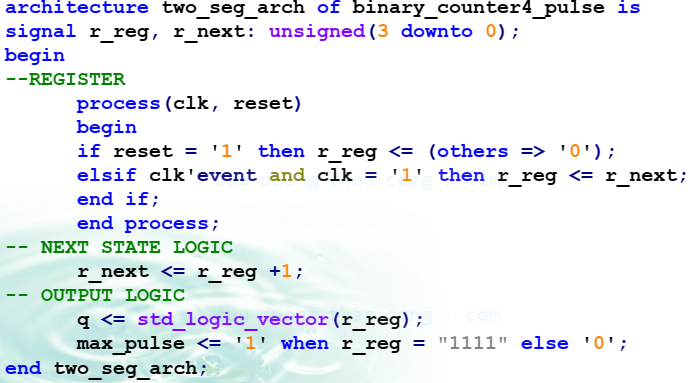 architecture two_seg_arch of binary_counter4_pulse is
signal r_reg, r_next: unsigned(3 downto 0);
begin
--REGISTER
process(clk, reset)
begin
if reset = '1' then r_reg <= (others => '0');
elsif clk'event and clk = '1' then r_reg <= r_next;
end if;
end process;
-- NEXT STATE LOGIC
r_next <= r_reg +1;
-- OUTPUT LOGIC
q <= std_logic_vector(r_reg);
max_pulse <= '1' when r_reg = "1111" else '0';
end two_seg_arch;